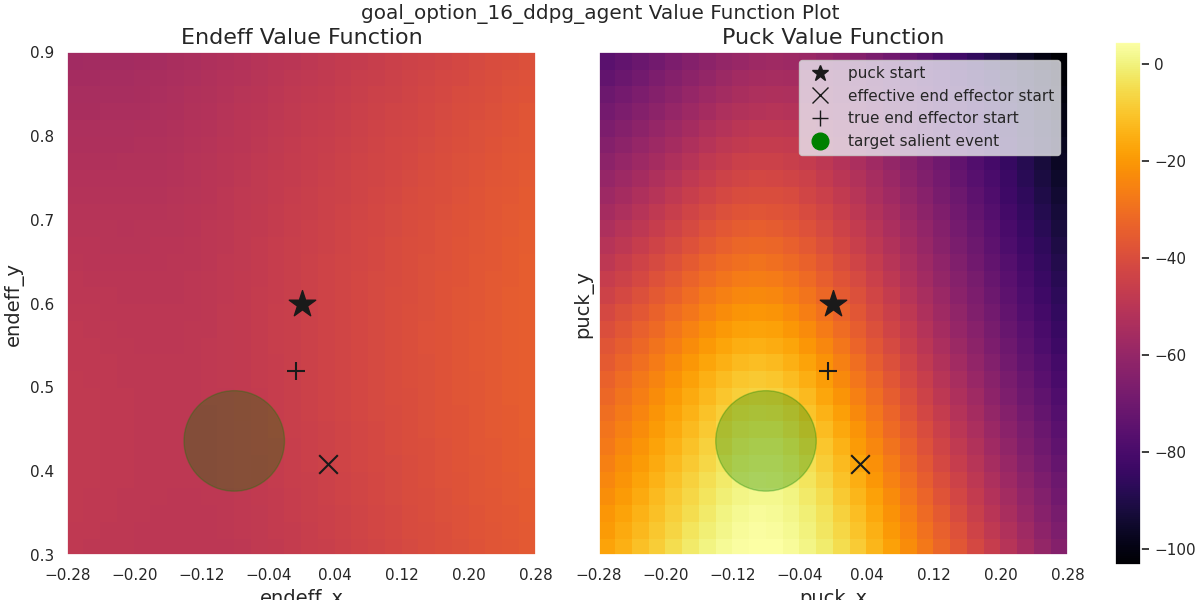 goal_option_16_ddpg_agent Value Function Plot
Endeff Value Function
Puck Value Function
0.9
0.8
0.7
0.6
0.5
0.4
0.3
endeff_y
−0.28 −0.20 −0.12 −0.04 0.04 0.12 0.20 0.28
endeff_x
puck_y
puck start
effective end effector start
true end effector start
target salient event
−0.28 −0.20 −0.12 −0.04 0.04 0.12 0.20 0.28
puck_x
0
−20
−40
−60
−80
−100